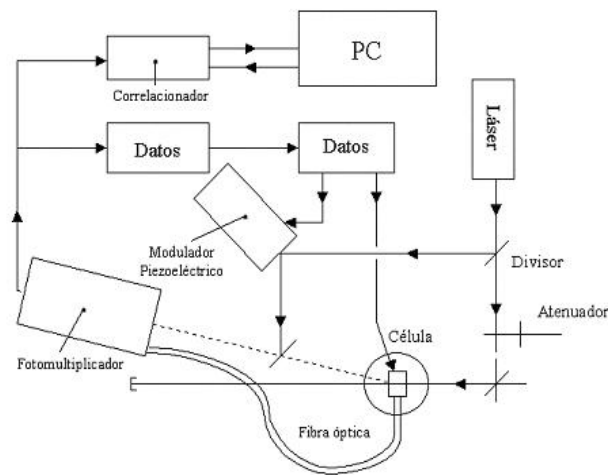 PC
Correlacionador
Láser
Datos
Datos
Modulador
Piezoeléctrico
Divisor
Atenuador
Célula
Fotomultiplicador
Fibra óptica